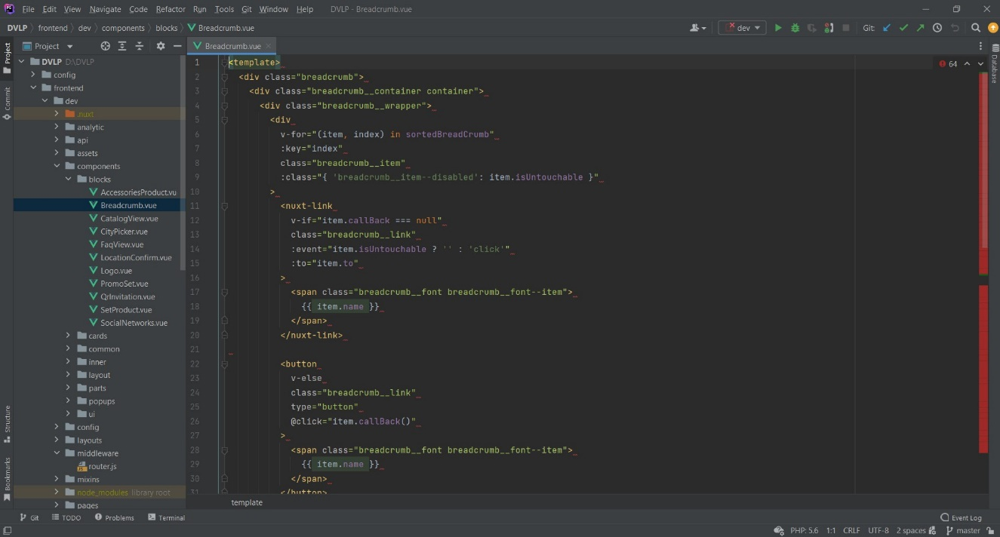 File Edit View Navigate Code Refactor Run Tools Git Window Help DVLP - Breadcrumb.vue
DVLP frontend dev components blocks Breadcrumb.vue dev Git:
Project
Breadcrumb.vue
Project
Commit
Structure
Bookmarks
DVLP D:\DVLP
config
frontend
dev
.nuxt
analytic
api
assets
components
blocks
AccessoriesProduct.vu
Breadcrumb.vue
CatalogView.vue
CityPicker.vue
FaqView.vue
LocationConfirm.vue
Logo.vue
PromoSet.vue
QrInvitation.vue
SetProduct.vue
SocialNetworks.vue
cards
common
inner
layout
parts
popups
ui
config
layouts
middleware
router.js
mixins
node_modules library root
pages
1 <template>
2 <div class="breadcrumb">
3 <div class="breadcrumb__container container">
4 <div class="breadcrumb__wrapper">
5 <div
6 v-for="(item, index) in sortedBreadCrumb"
7 :key="index"
8 class="breadcrumb__item"
9 :class="{ 'breadcrumb__item--disabled': item.isUntouchable }"
10 >
11 <nuxt-link
12 v-if="item.callBack === null"
13 class="breadcrumb__link"
14 :event="item.isUntouchable ? '' : 'click'"
15 :to="item.to"
16 >
17 <span class="breadcrumb__font breadcrumb__font--item">
18 {{ item.name }}
19 </span>
20 </nuxt-link>
21
22 <button
23 v-else
24 class="breadcrumb__link"
25 type="button"
26 @click="item.callBack()"
27 >
28 <span class="breadcrumb__font breadcrumb__font--item">
29 {{ item.name }}
30 </span>
31 </button>
64
Database
template
Git TODO Problems Terminal Event Log
PHP: 5.6 1:1 CRLF UTF-8 2 spaces master